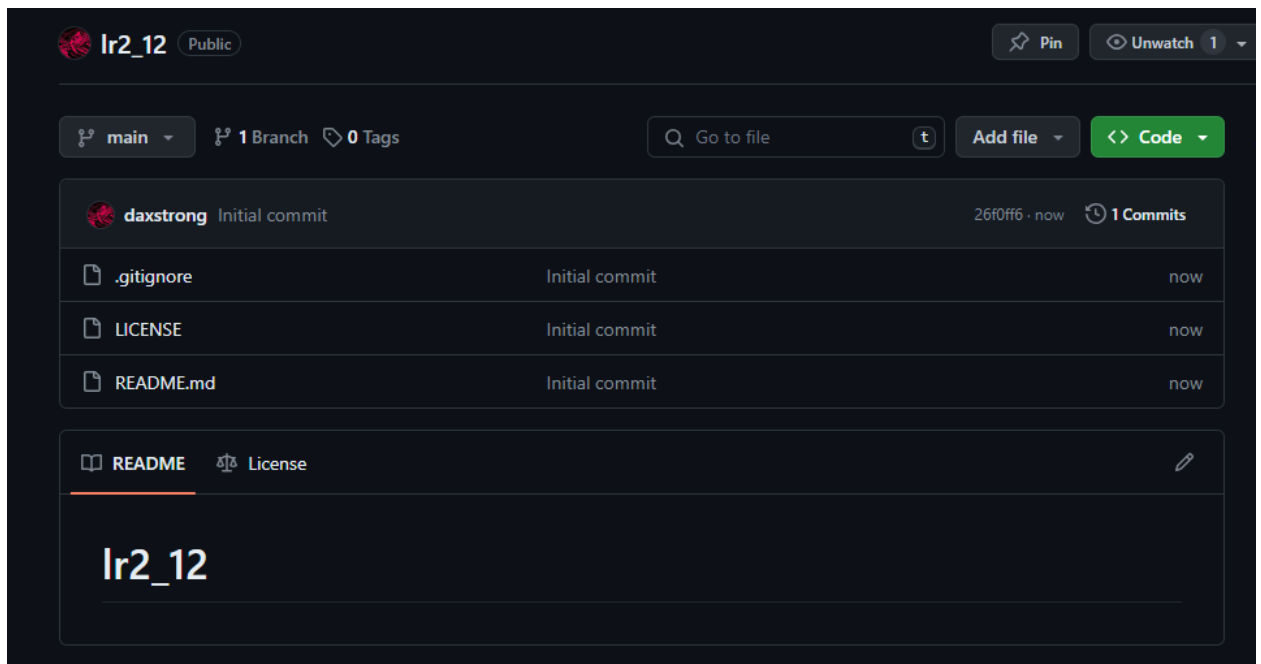 lr2_12 Public Pin Unwatch 1
main 1 Branch 0 Tags Go to file t Add file Code
daxstrong Initial commit 26f0ff6 · now 1 Commits
.gitignore Initial commit now
LICENSE Initial commit now
README.md Initial commit now
README License
lr2_12